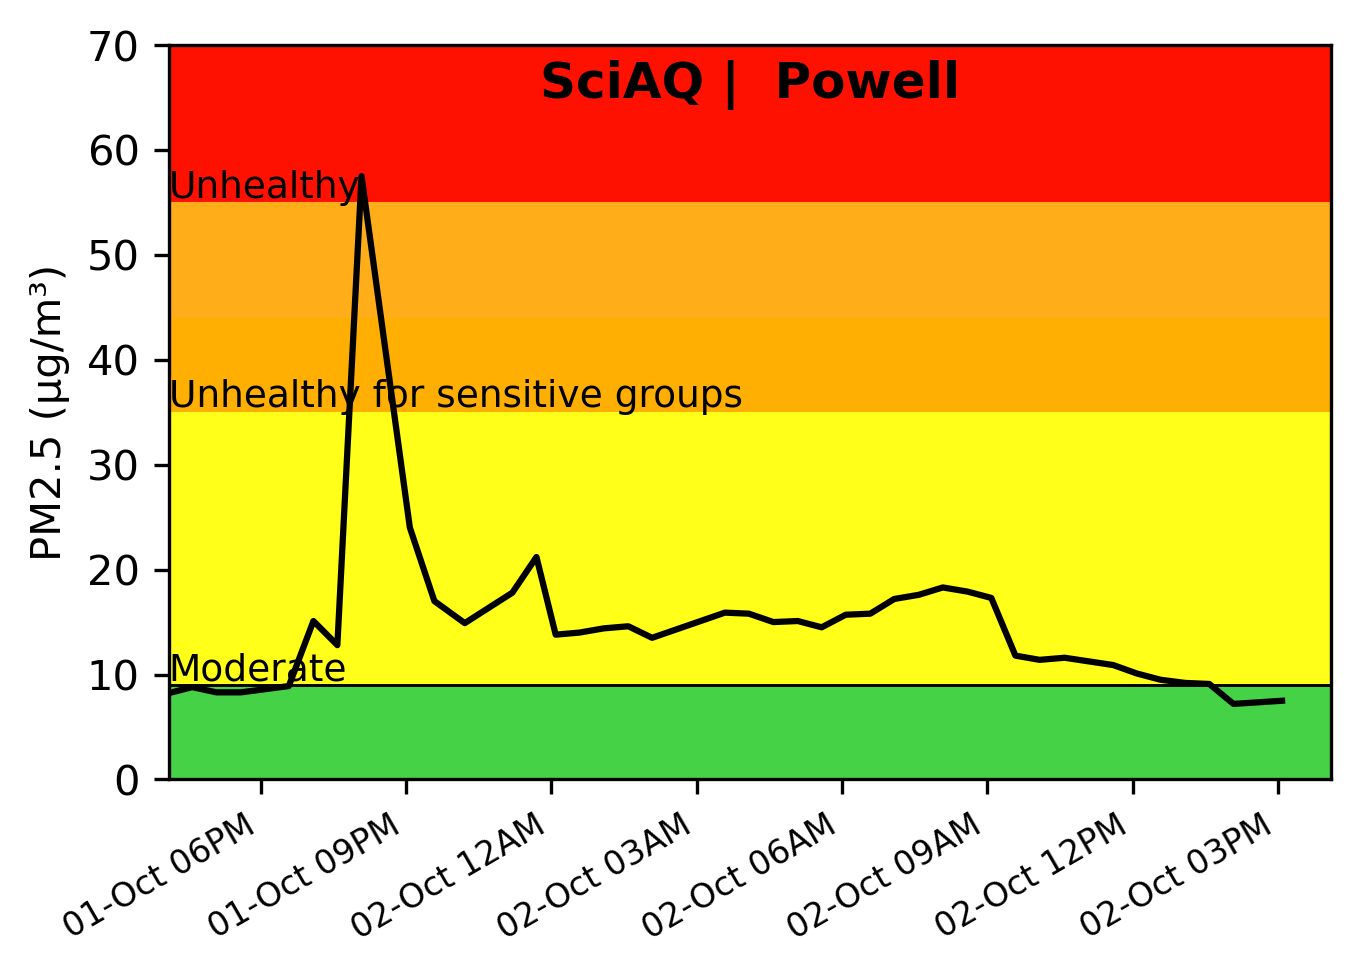 SciAQ |  Powell
PM2.5 (µg/m³)
70
60
50
40
30
20
10
0
Unhealthy
Unhealthy for sensitive groups
Moderate
01-Oct 06PM
01-Oct 09PM
02-Oct 12AM
02-Oct 03AM
02-Oct 06AM
02-Oct 09AM
02-Oct 12PM
02-Oct 03PM